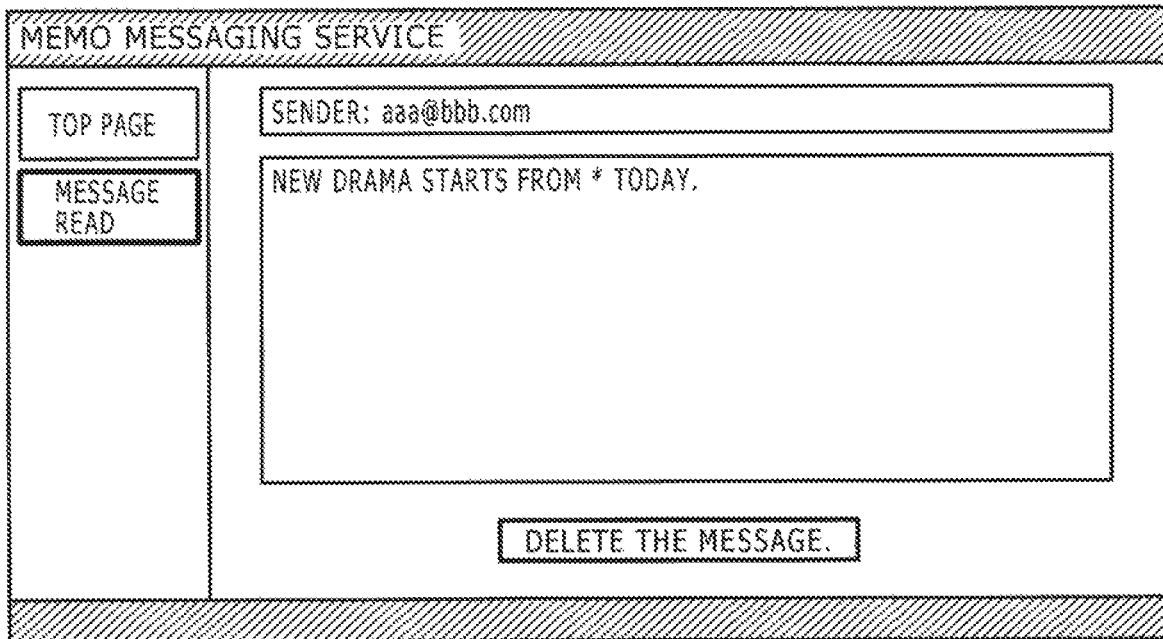 MEMO MESSAGING SERVICE
TOP PAGE
MESSAGE
READ
SENDER: aaa@bbb.com
NEW DRAMA STARTS FROM * TODAY.
DELETE THE MESSAGE.